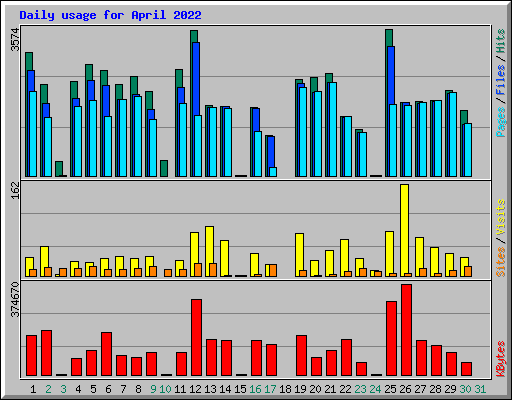 Daily usage for April 2022
3574
Pages / Files / Hits
162
Sites / Visits
374670
KBytes
1 2 3 4 5 6 7 8 9 10 11 12 13 14 15 16 17 18 19 20 21 22 23 24 25 26 27 28 29 30 31